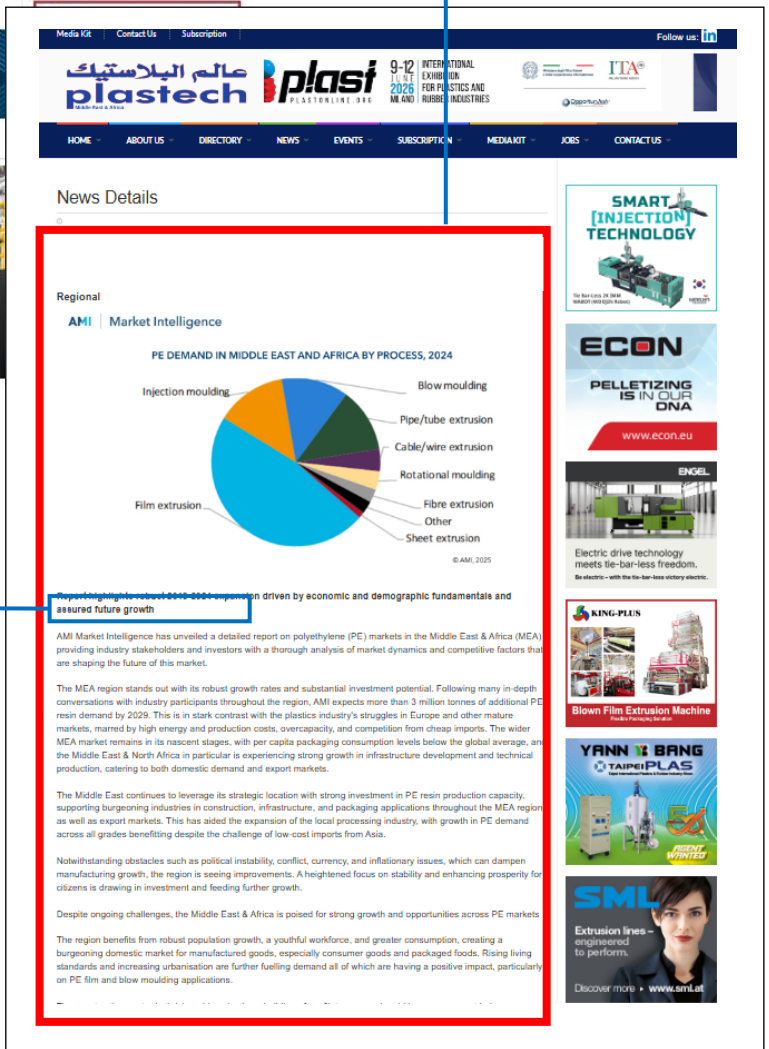 Media Kit Contact Us Subscription
Follow us: in
عالم البلاستيك
plastech
Middle East & Africa
plast
PLASTONLINE.ORG
9-12 INTERNATIONAL
JUNE EXHIBITION
2026 FOR PLASTICS AND
MILANO RUBBER INDUSTRIES
ITA
HOME ABOUT US DIRECTORY NEWS EVENTS SUBSCRIPTION MEDIA KIT JOBS CONTACT US
News Details
Regional
AMI Market Intelligence
PE DEMAND IN MIDDLE EAST AND AFRICA BY PROCESS, 2024
Injection moulding
Blow moulding
Pipe/tube extrusion
Cable/wire extrusion
Rotational moulding
Film extrusion
Fibre extrusion
Other
Sheet extrusion
© AMI, 2025
Report highlights robust expansion driven by economic and demographic fundamentals and
assured future growth
AMI Market Intelligence has unveiled a detailed report on polyethylene (PE) markets in the Middle East & Africa (MEA)
providing industry stakeholders and investors with a thorough analysis of market dynamics and competitive factors that
are shaping the future of this market.
The MEA region stands out with its robust growth rates and substantial investment potential. Following many in-depth
conversations with industry participants throughout the region, AMI expects more than 3 million tonnes of additional PE
resin demand by 2029. This is in stark contrast with the plastics industry's struggles in Europe and other mature
markets, marred by high energy and production costs, overcapacity, and competition from cheap imports. The wider
MEA market remains in its nascent stages, with per capita packaging consumption levels below the global average, and
the Middle East & North Africa in particular is experiencing strong growth in infrastructure development and technical
production, catering to both domestic demand and export markets.
The Middle East continues to leverage its strategic location with strong investment in PE resin production capacity,
supporting burgeoning industries in construction, infrastructure, and packaging applications throughout the MEA region
as well as export markets. This has aided the expansion of the local processing industry, with growth in PE demand
across all grades benefitting despite the challenge of low-cost imports from Asia.
Notwithstanding obstacles such as political instability, conflict, currency, and inflationary issues, which can dampen
manufacturing growth, the region is seeing improvements. A heightened focus on stability and enhancing prosperity for
citizens is drawing in investment and feeding further growth.
Despite ongoing challenges, the Middle East & Africa is poised for strong growth and opportunities across PE markets
The region benefits from robust population growth, a youthful workforce, and greater consumption, creating a
burgeoning domestic market for manufactured goods, especially consumer goods and packaged foods. Rising living
standards and increasing urbanisation are further fuelling demand all of which are having a positive impact, particularly
on PE film and blow moulding applications.
SMART
[INJECTION]
TECHNOLOGY
ECON
PELLETIZING
IS IN OUR
DNA
www.econ.eu
ENGEL
Electric drive technology
meets tie-bar-less freedom.
Be electric – with the tie-bar-less victory electric.
KING-PLUS
Blown Film Extrusion Machine
Flexible Packaging Solution
YANN BANG
TAIPEIPLAS
AGENT
WANTED
SML
Extrusion lines –
engineered
to perform.
Discover more ▸ www.sml.at